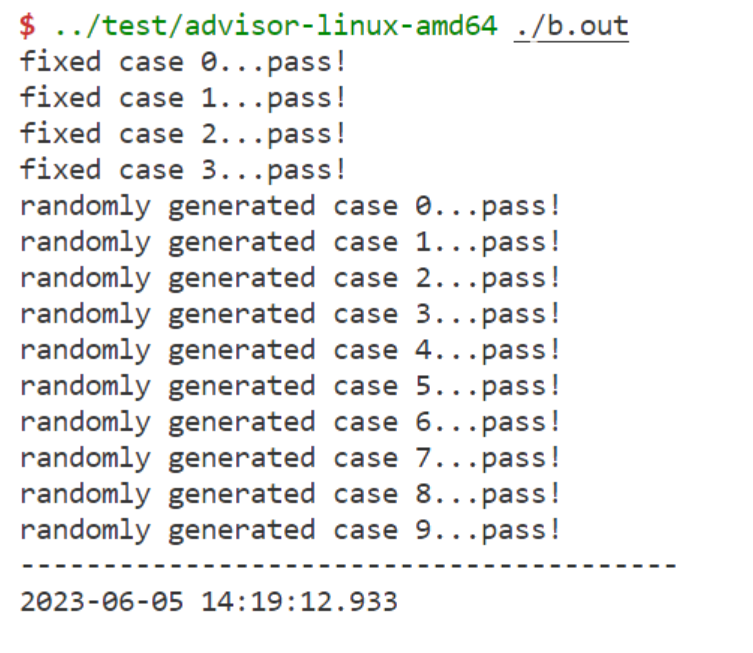 $ ../test/advisor-linux-amd64 ./b.out
fixed case 0...pass!
fixed case 1...pass!
fixed case 2...pass!
fixed case 3...pass!
randomly generated case 0...pass!
randomly generated case 1...pass!
randomly generated case 2...pass!
randomly generated case 3...pass!
randomly generated case 4...pass!
randomly generated case 5...pass!
randomly generated case 6...pass!
randomly generated case 7...pass!
randomly generated case 8...pass!
randomly generated case 9...pass!
----------------------------------------
2023-06-05 14:19:12.933